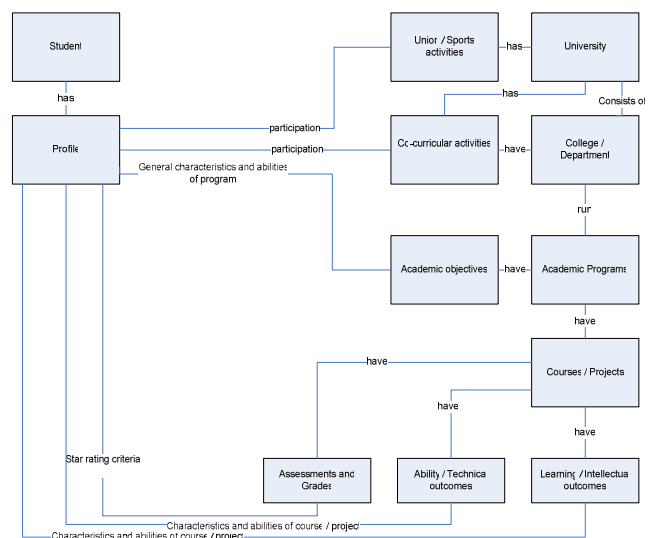 Student
Union / Sports
activities
has
University
has
has
Consists of
participation
Profile
participation
Co-curricular activities
have
College /
Department
General characteristics and abilities
of program
run
Academic objectives
have
Academic Programs
have
have
Courses / Projects
have
have
Star rating criteria
Assessments and
Grades
Ability / Technical
outcomes
Learning / Intellectual
outcomes
Characteristics and abilities of course / project
Characteristics and abilities of course / project